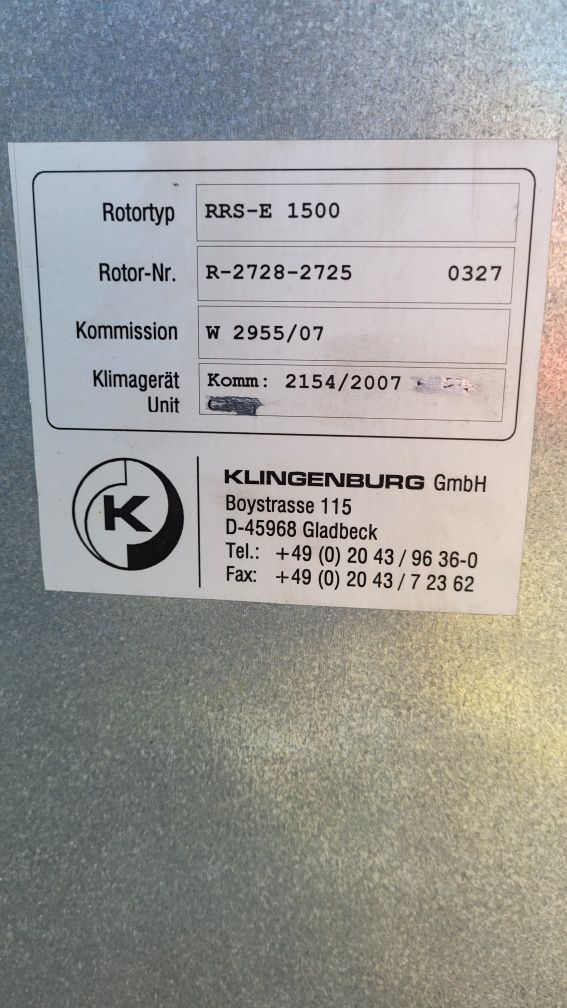 Rotortyp RRS-E 1500
Rotor-Nr. R-2728-2725 0327
Kommission W 2955/07
Klimagerät Komm: 2154/2007
Unit
K
KLINGENBURG GmbH
Boystrasse 115
D-45968 Gladbeck
Tel.: +49 (0) 20 43 / 96 36-0
Fax: +49 (0) 20 43 / 7 23 62